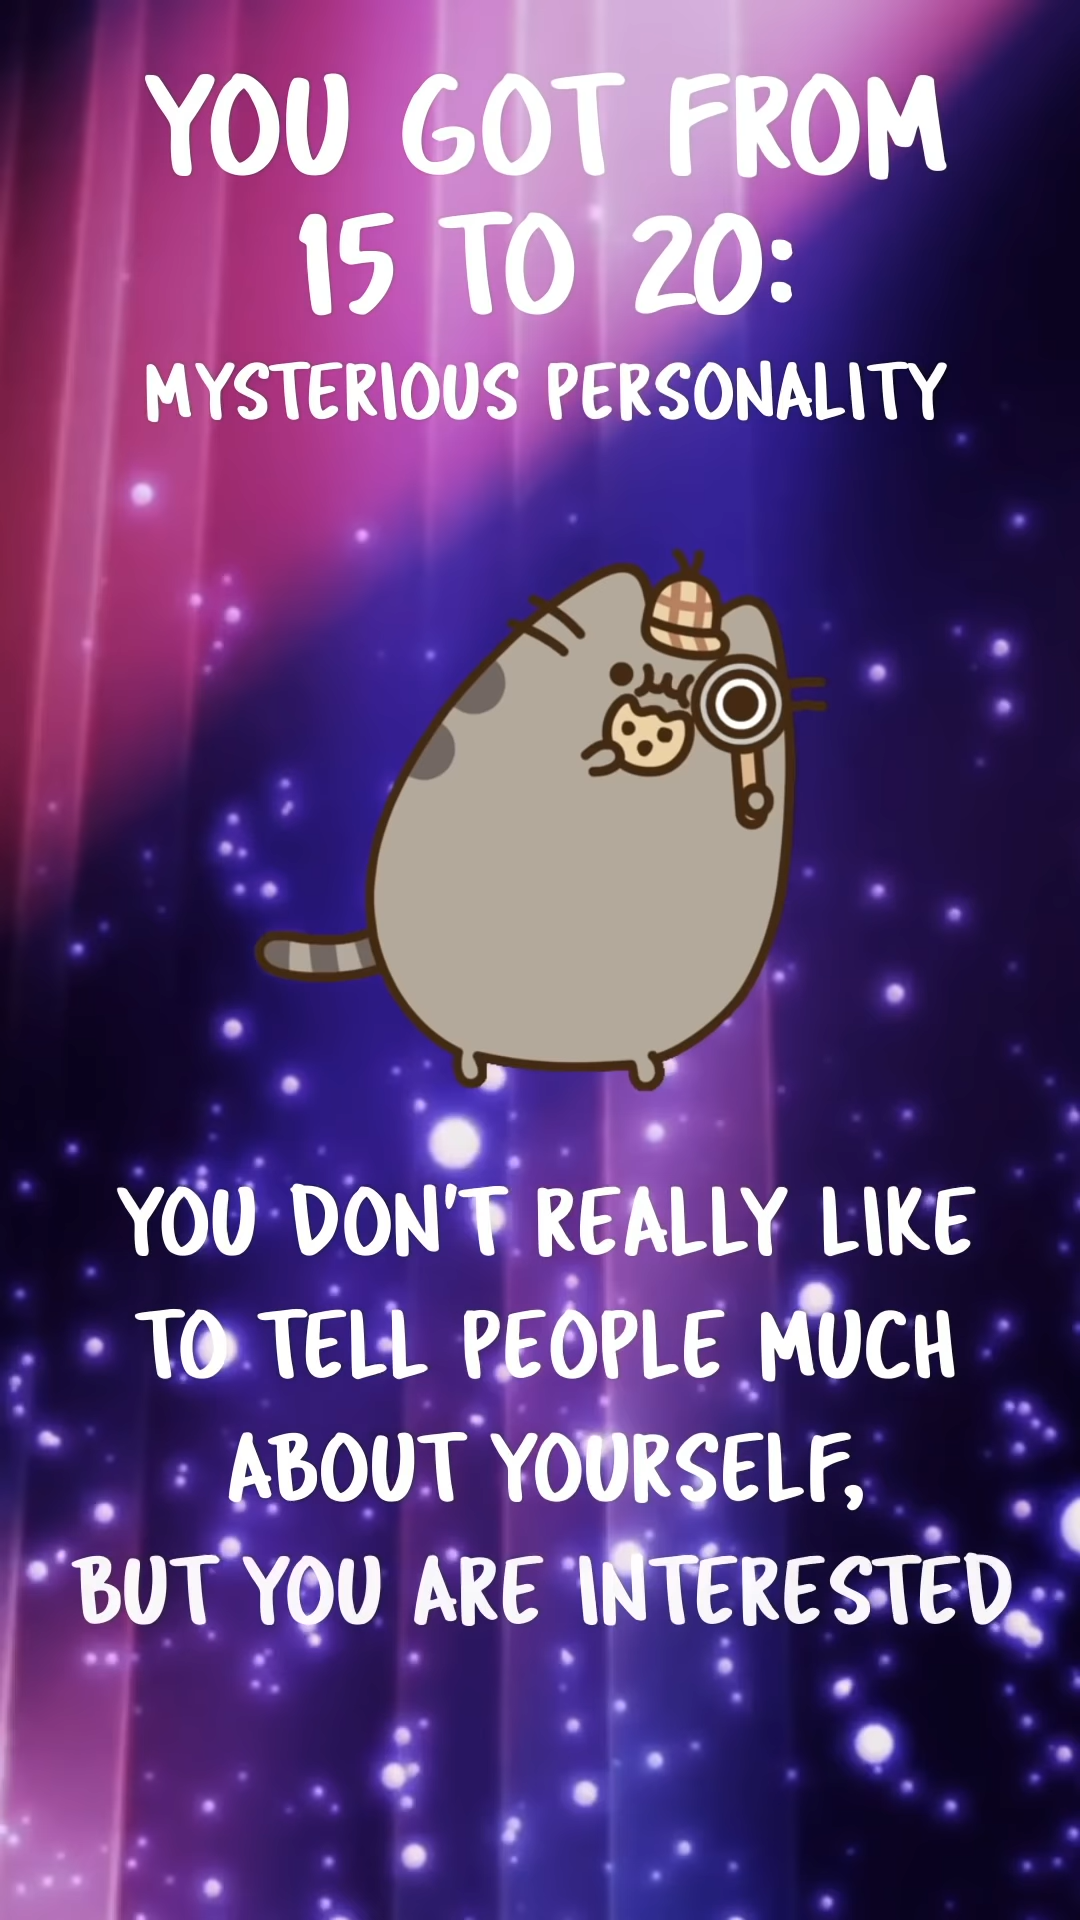 YOU GOT FROM
15 TO 20:
MYSTERIOUS PERSONALITY
YOU DON'T REALLY LIKE
TO TELL PEOPLE MUCH
ABOUT YOURSELF,
BUT YOU ARE INTERESTED